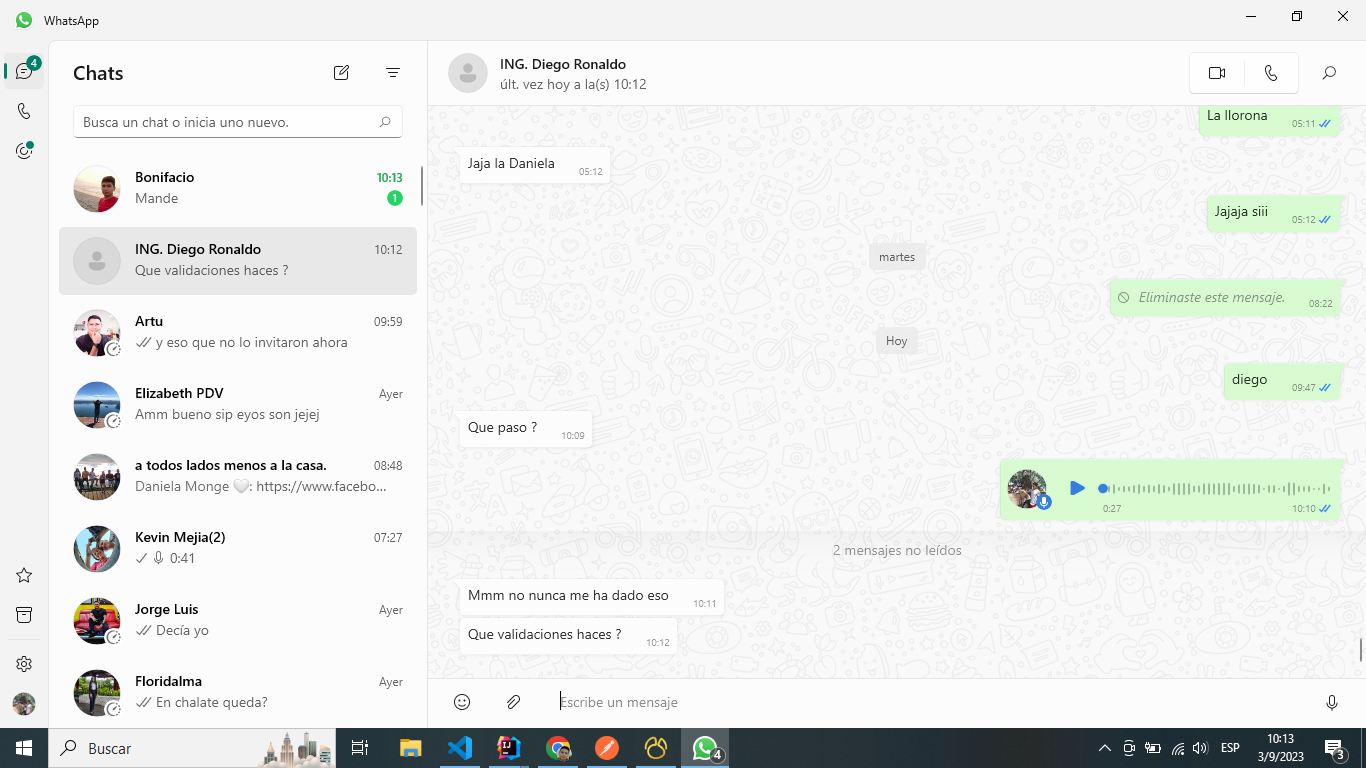 WhatsApp
4
Chats
Busca un chat o inicia uno nuevo.
Bonifacio
10:13
Mande
1
ING. Diego Ronaldo
10:12
Que validaciones haces ?
Artu
09:59
y eso que no lo invitaron ahora
Elizabeth PDV
Ayer
Amm bueno sip eyos son jejej
a todos lados menos a la casa.
08:48
Daniela Monge 🤍: https://www.facebo...
Kevin Mejia(2)
07:27
0:41
Jorge Luis
Ayer
Decía yo
Floridalma
Ayer
En chalate queda?
ING. Diego Ronaldo
últ. vez hoy a la(s) 10:12
La llorona
05:11
Jaja la Daniela
05:12
Jajaja siii
05:12
martes
Eliminaste este mensaje.
08:22
Hoy
diego
09:47
Que paso ?
10:09
0:27
10:10
2 mensajes no leídos
Mmm no nunca me ha dado eso
10:11
Que validaciones haces ?
10:12
Escribe un mensaje
Buscar
IJ
4
ESP
10:13
3/9/2023
3